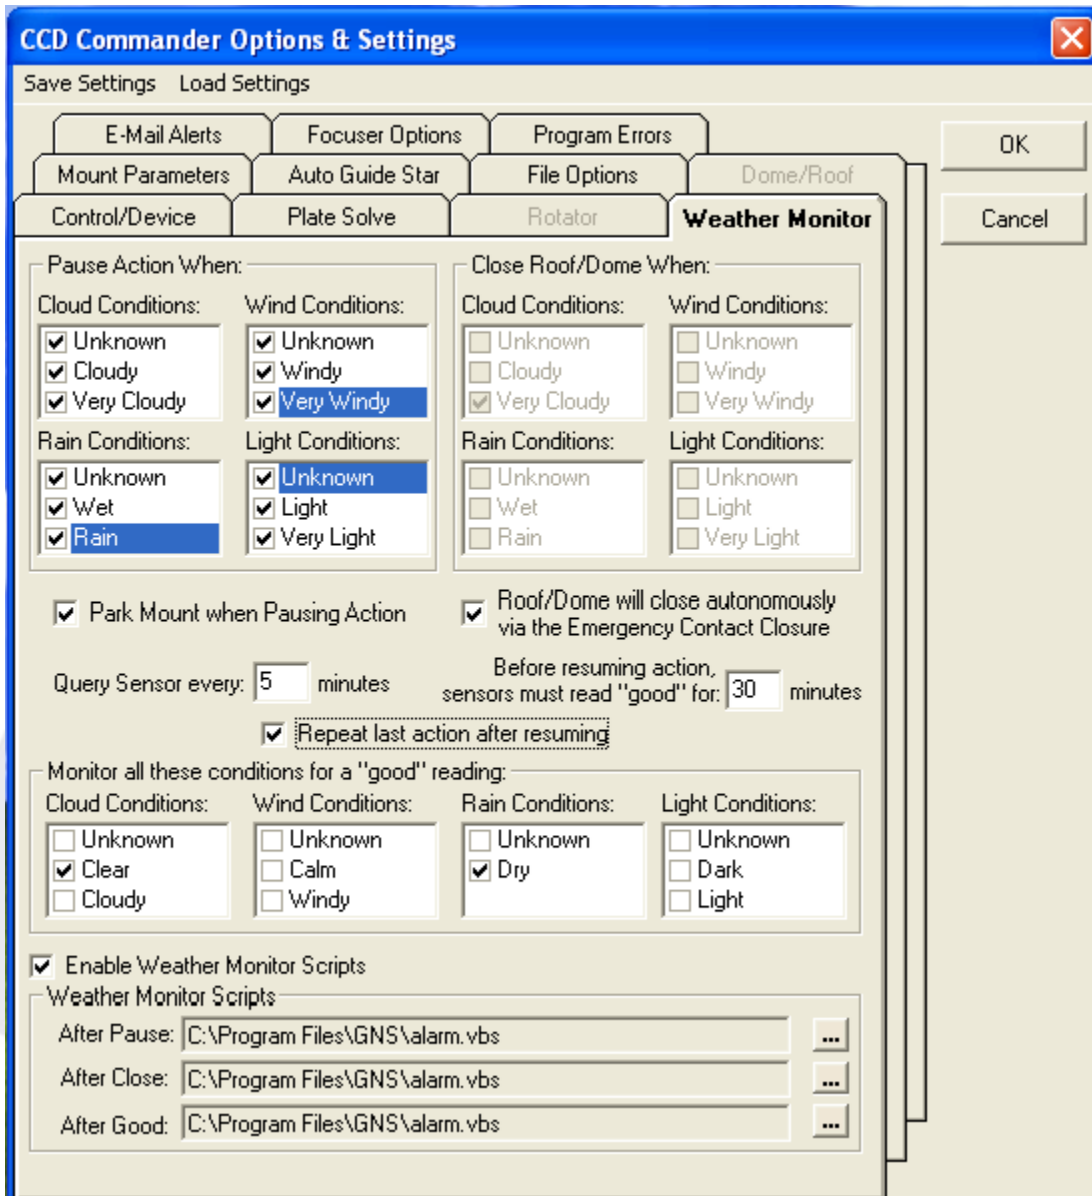 CCD Commander Options & Settings
Save Settings Load Settings
E-Mail Alerts Focuser Options Program Errors
OK
Mount Parameters Auto Guide Star File Options Dome/Roof
Control/Device Plate Solve Rotator Weather Monitor
Cancel
Pause Action When: Close Roof/Dome When:
Cloud Conditions: Wind Conditions: Cloud Conditions: Wind Conditions:
Unknown Unknown Unknown Unknown
Cloudy Windy Cloudy Windy
Very Cloudy Very Windy Very Cloudy Very Windy
Rain Conditions: Light Conditions: Rain Conditions: Light Conditions:
Unknown Unknown Unknown Unknown
Wet Light Wet Light
Rain Very Light Rain Very Light
Park Mount when Pausing Action
Roof/Dome will close autonomously
via the Emergency Contact Closure
Query Sensor every: 5 minutes
Before resuming action,
sensors must read "good" for: 30 minutes
Repeat last action after resuming
Monitor all these conditions for a "good" reading:
Cloud Conditions: Wind Conditions: Rain Conditions: Light Conditions:
Unknown Unknown Unknown Unknown
Clear Calm Dry Dark
Cloudy Windy Light
Enable Weather Monitor Scripts
Weather Monitor Scripts
After Pause: C:\Program Files\GNS\alarm.vbs ...
After Close: C:\Program Files\GNS\alarm.vbs ...
After Good: C:\Program Files\GNS\alarm.vbs ...